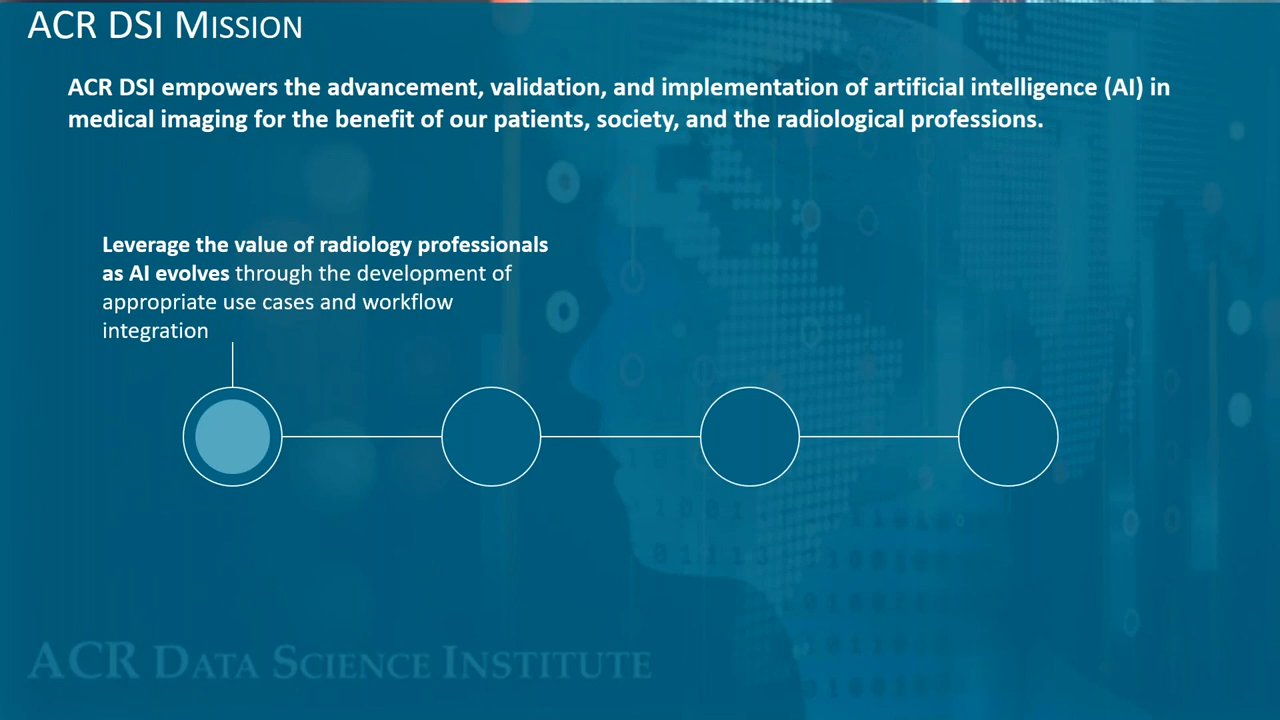 ACR DSI MISSION
ACR DSI empowers the advancement, validation, and implementation of artificial intelligence (AI) in
medical imaging for the benefit of our patients, society, and the radiological professions.
Leverage the value of radiology professionals
as AI evolves through the development of
appropriate use cases and workflow
integration
ACR DATA SCIENCE INSTITUTE